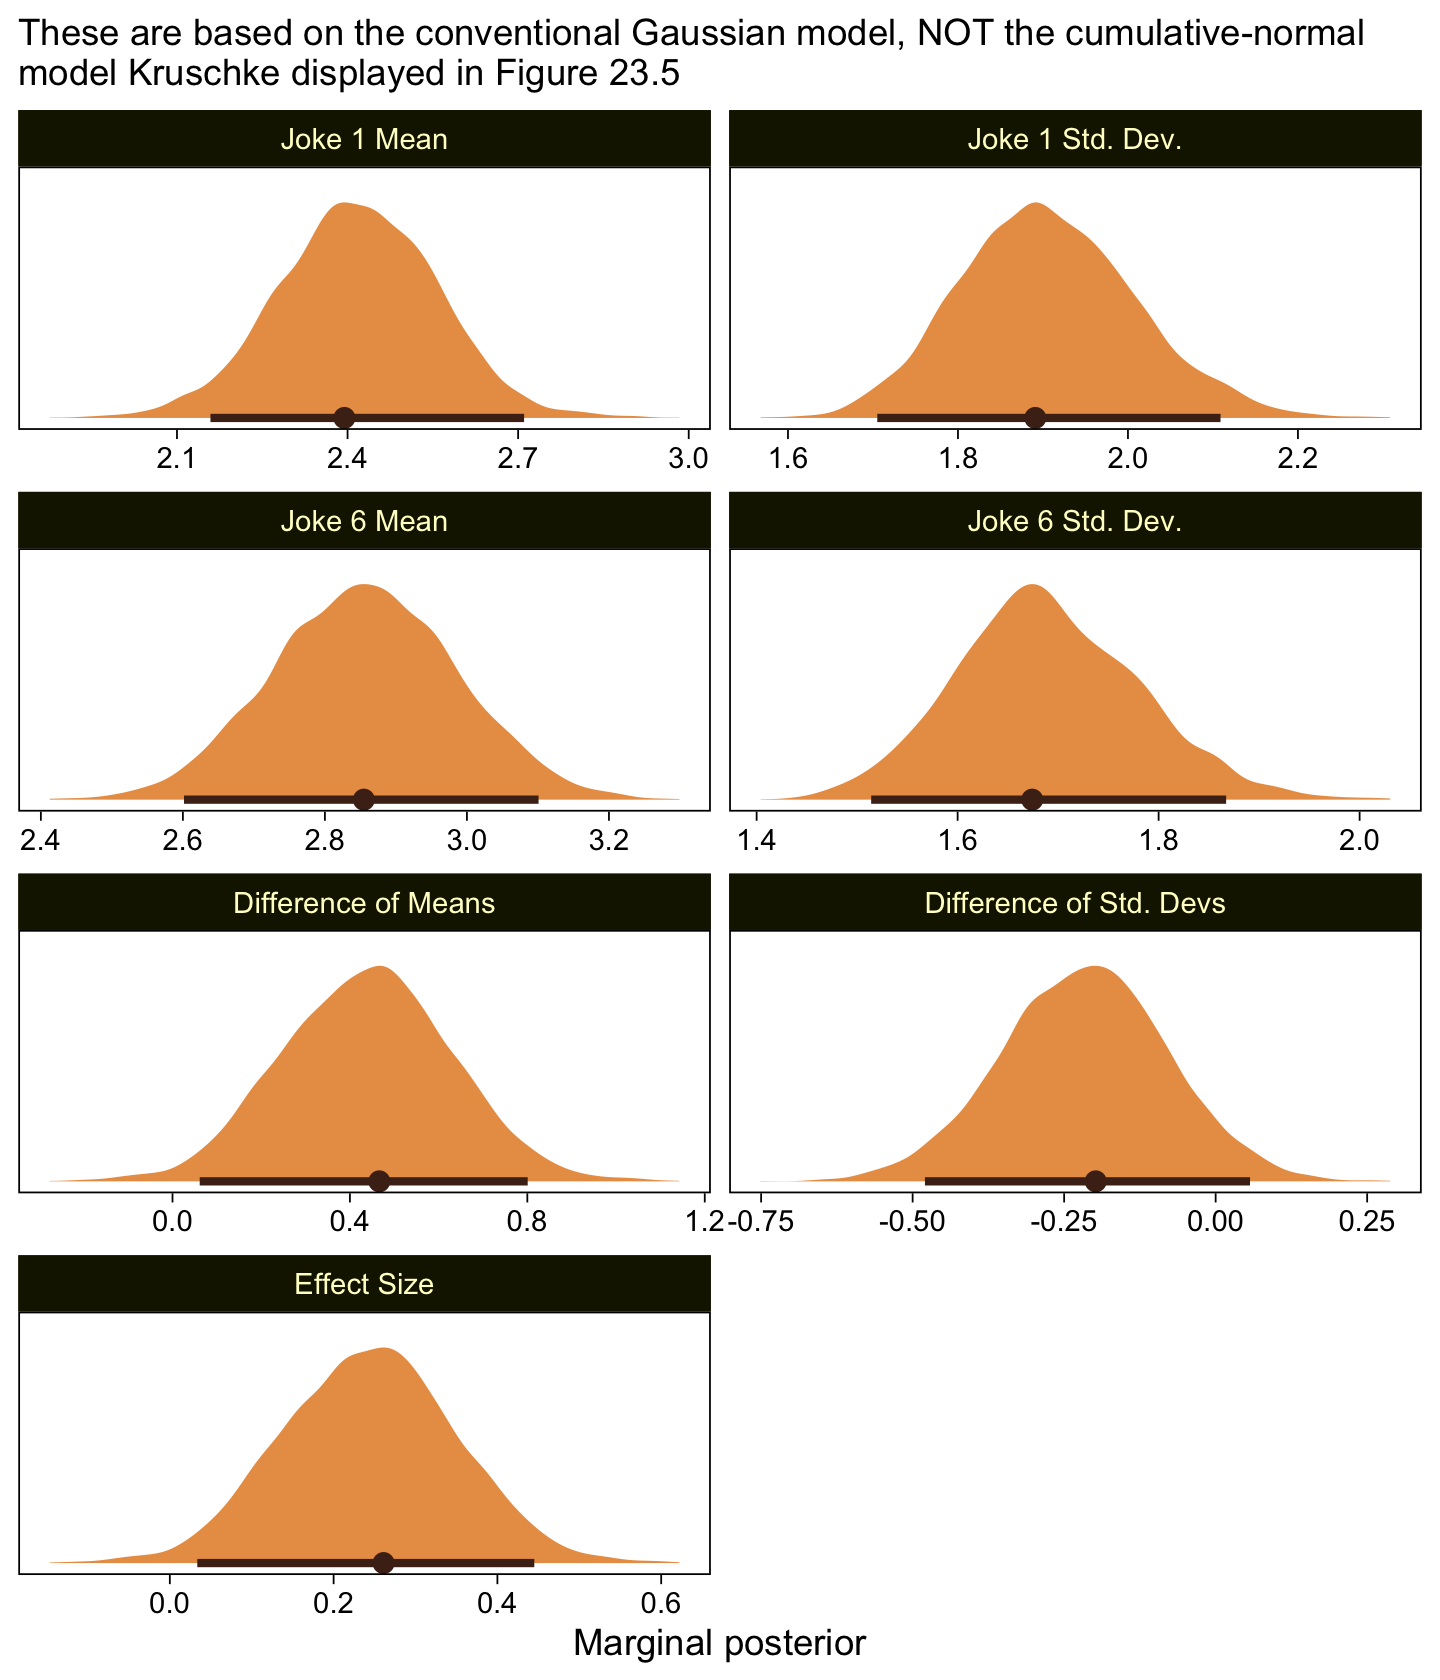 These are based on the conventional Gaussian model, NOT the cumulative-normal
model Kruschke displayed in Figure 23.5
Joke 1 Mean
Joke 1 Std. Dev.
2.1 2.4 2.7 3.0
1.6 1.8 2.0 2.2
Joke 6 Mean
Joke 6 Std. Dev.
2.4 2.6 2.8 3.0 3.2
1.4 1.6 1.8 2.0
Difference of Means
Difference of Std. Devs
0.0 0.4 0.8 1.2
-0.75 -0.50 -0.25 0.00 0.25
Effect Size
0.0 0.2 0.4 0.6
Marginal posterior